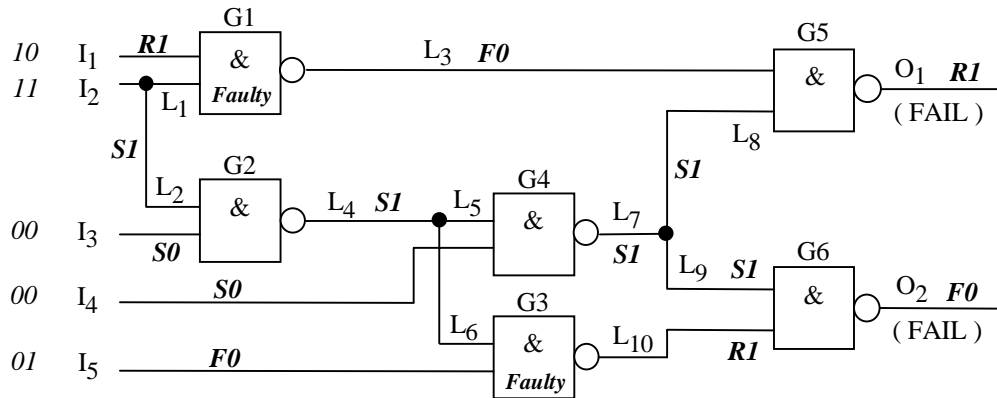 G1
G5
10 I1 R1 & L3 F0 & O1 R1
11 I2 L1 Faulty ( FAIL )
L8
S1 G2 S1
L2 G4
& L4 S1 L5 & L7
00 I3 S0 S1 G6
L9 S1
00 I4 S0 G3 & O2 F0
L6 & L10 ( FAIL )
01 I5 F0 Faulty R1